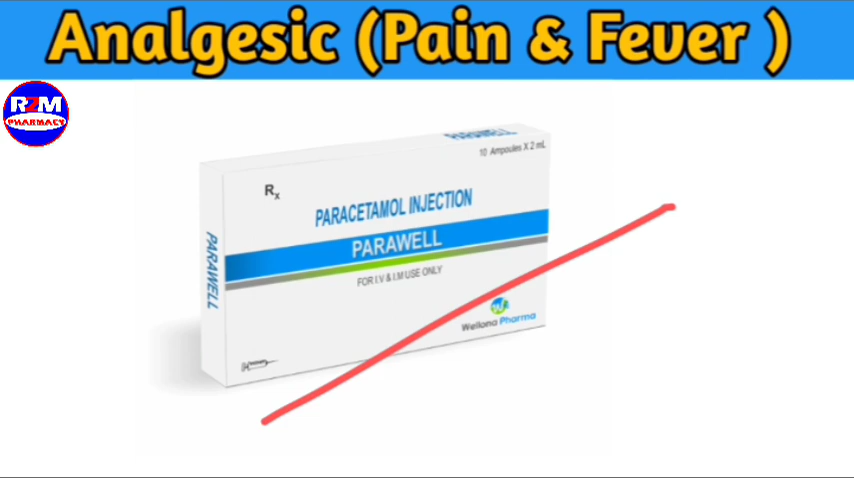 Analgesic (Pain & Fever )
R2M
PHARMACY
PARAWELL
10 Ampoules X 2 mL
Rx
PARACETAMOL INJECTION
PARAWELL
FOR I.V & I.M USE ONLY
PARAWELL
Wellona Pharma